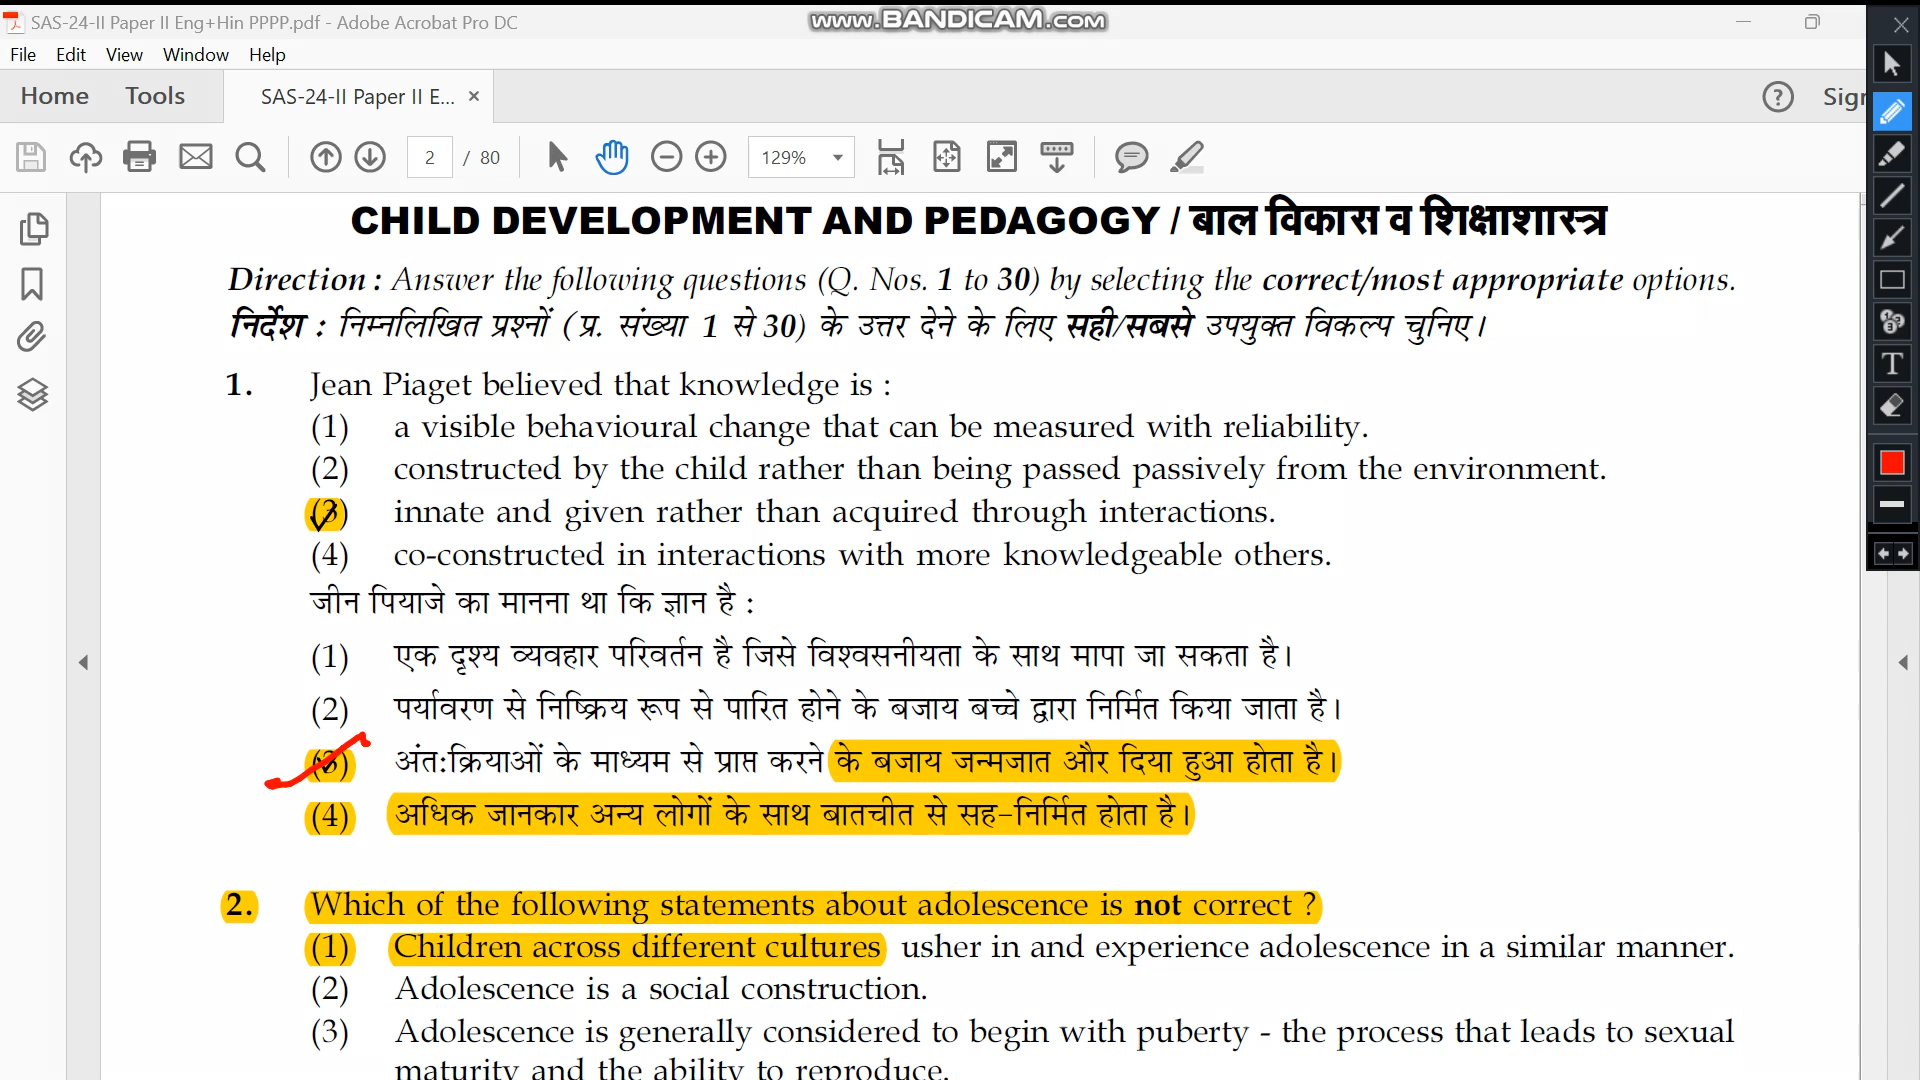 SAS-24-II Paper II Eng+Hin PPPP.pdf - Adobe Acrobat Pro DC
www.BANDICAM.com
File Edit View Window Help
Home Tools SAS-24-II Paper II E... × ? Sign
2 / 80 129%
CHILD DEVELOPMENT AND PEDAGOGY / बाल विकास व शिक्षाशास्त्र
Direction : Answer the following questions (Q. Nos. 1 to 30) by selecting the correct/most appropriate options.
निर्देश : निम्नलिखित प्रश्नों (प्र. संख्या 1 से 30) के उत्तर देने के लिए सही/सबसे उपयुक्त विकल्प चुनिए।
1. Jean Piaget believed that knowledge is :
(1) a visible behavioural change that can be measured with reliability.
(2) constructed by the child rather than being passed passively from the environment.
(3) innate and given rather than acquired through interactions.
(4) co-constructed in interactions with more knowledgeable others.
जीन पियाजे का मानना था कि ज्ञान है :
(1) एक दृश्य व्यवहार परिवर्तन है जिसे विश्वसनीयता के साथ मापा जा सकता है।
(2) पर्यावरण से निष्क्रिय रूप से पारित होने के बजाय बच्चे द्वारा निर्मित किया जाता है।
(3) अंत:क्रियाओं के माध्यम से प्राप्त करने के बजाय जन्मजात और दिया हुआ होता है।
(4) अधिक जानकार अन्य लोगों के साथ बातचीत से सह-निर्मित होता है।
2. Which of the following statements about adolescence is not correct ?
(1) Children across different cultures usher in and experience adolescence in a similar manner.
(2) Adolescence is a social construction.
(3) Adolescence is generally considered to begin with puberty - the process that leads to sexual
maturity and the ability to reproduce.